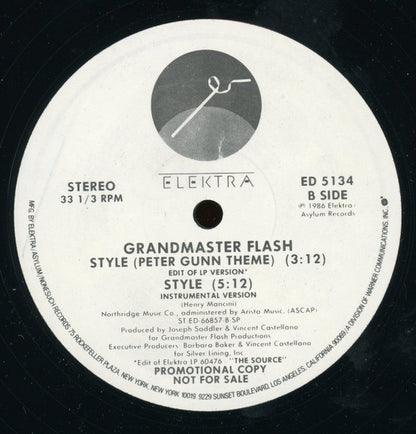 ELEKTRA
STEREO
33 1/3 RPM
ED 5134
B SIDE
℗ 1986 Elektra/
Asylum Records
GRANDMASTER FLASH
STYLE (PETER GUNN THEME) (3:12)
EDIT OF LP VERSION*
STYLE (5:12)
INSTRUMENTAL VERSION
(Henry Mancini)
Northridge Music Co., administered by Arista Music. (ASCAP)
ST ED-66857-B SP
Produced by Joseph Saddler & Vincent Castellano
for Grandmaster Flash Productions
Executive Producers: Barbara Baker & Vincent Castellano
for Silver Lining, Inc.
*Edit of Elektra LP 60476 "THE SOURCE"
PROMOTIONAL COPY
NOT FOR SALE
MFG. BY ELEKTRA/ASYLUM/NONESUCH RECORDS 75 ROCKEFELLER PLAZA, NEW YORK, NEW YORK 10019 9229 SUNSET BOULEVARD, LOS ANGELES, CALIFORNIA 90069 / A DIVISION OF WARNER COMMUNICATIONS, INC.